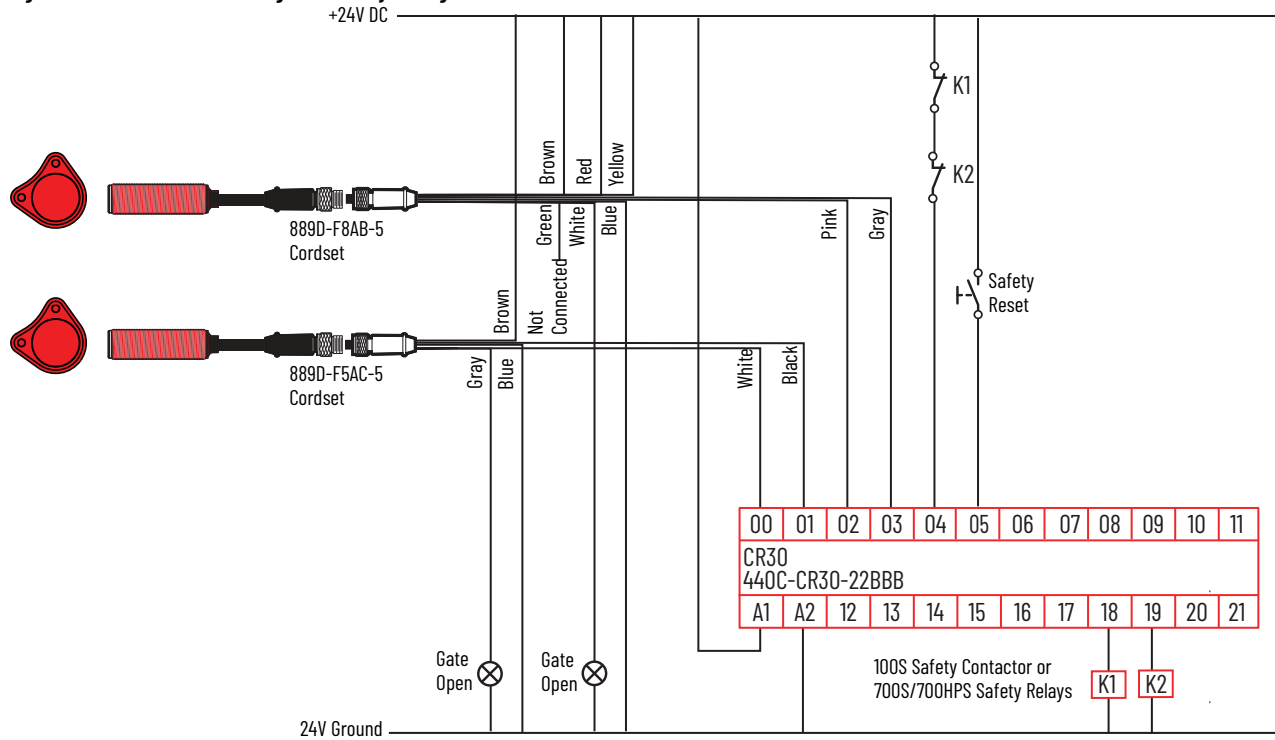 +24V DC
K1
K2
Brown
Red
Yellow
Green
White
Blue
Pink
Gray
889D-F8AB-5
Cordset
Safety
Reset
Not
Connected
Brown
889D-F5AC-5
Cordset
Gray
Blue
White
Black
00 01 02 03 04 05 06 07 08 09 10 11
CR30
440C-CR30-22BBB
A1 A2 12 13 14 15 16 17 18 19 20 21
Gate
Open
Gate
Open
100S Safety Contactor or
700S/700HPS Safety Relays
K1
K2
24V Ground